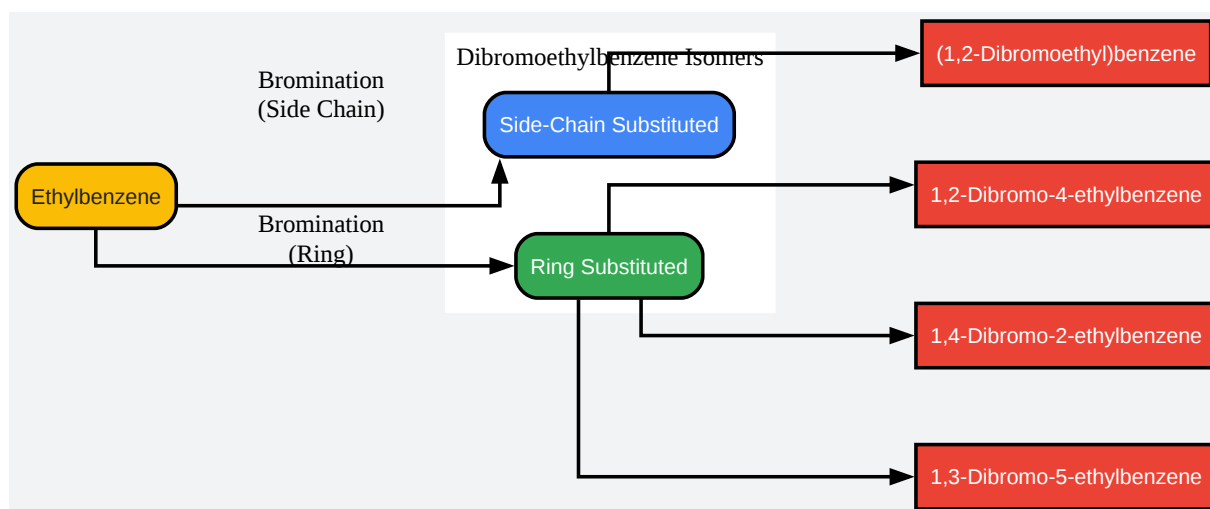 Dibromoethylbenzene Isomers
(1,2-Dibromoethyl)benzene
Bromination
(Side Chain)
Side-Chain Substituted
Ethylbenzene
1,2-Dibromo-4-ethylbenzene
Bromination
(Ring)
Ring Substituted
1,4-Dibromo-2-ethylbenzene
1,3-Dibromo-5-ethylbenzene